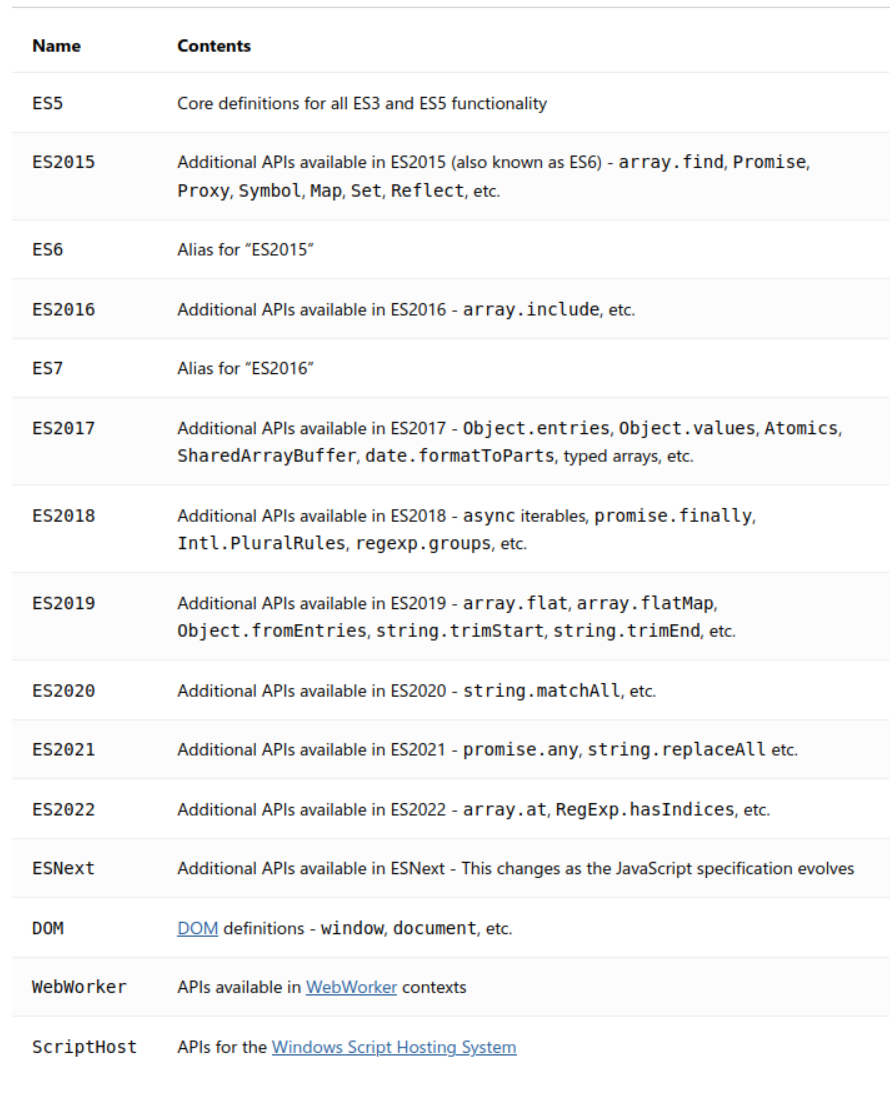 Name Contents
ES5 Core definitions for all ES3 and ES5 functionality
ES2015 Additional APIs available in ES2015 (also known as ES6) - array.find, Promise,
Proxy, Symbol, Map, Set, Reflect, etc.
ES6 Alias for “ES2015”
ES2016 Additional APIs available in ES2016 - array.include, etc.
ES7 Alias for “ES2016”
ES2017 Additional APIs available in ES2017 - Object.entries, Object.values, Atomics,
SharedArrayBuffer, date.formatToParts, typed arrays, etc.
ES2018 Additional APIs available in ES2018 - async iterables, promise.finally,
Intl.PluralRules, regexp.groups, etc.
ES2019 Additional APIs available in ES2019 - array.flat, array.flatMap,
Object.fromEntries, string.trimStart, string.trimEnd, etc.
ES2020 Additional APIs available in ES2020 - string.matchAll, etc.
ES2021 Additional APIs available in ES2021 - promise.any, string.replaceAll etc.
ES2022 Additional APIs available in ES2022 - array.at, RegExp.hasIndices, etc.
ESNext Additional APIs available in ESNext - This changes as the JavaScript specification evolves
DOM DOM definitions - window, document, etc.
WebWorker APIs available in WebWorker contexts
ScriptHost APIs for the Windows Script Hosting System